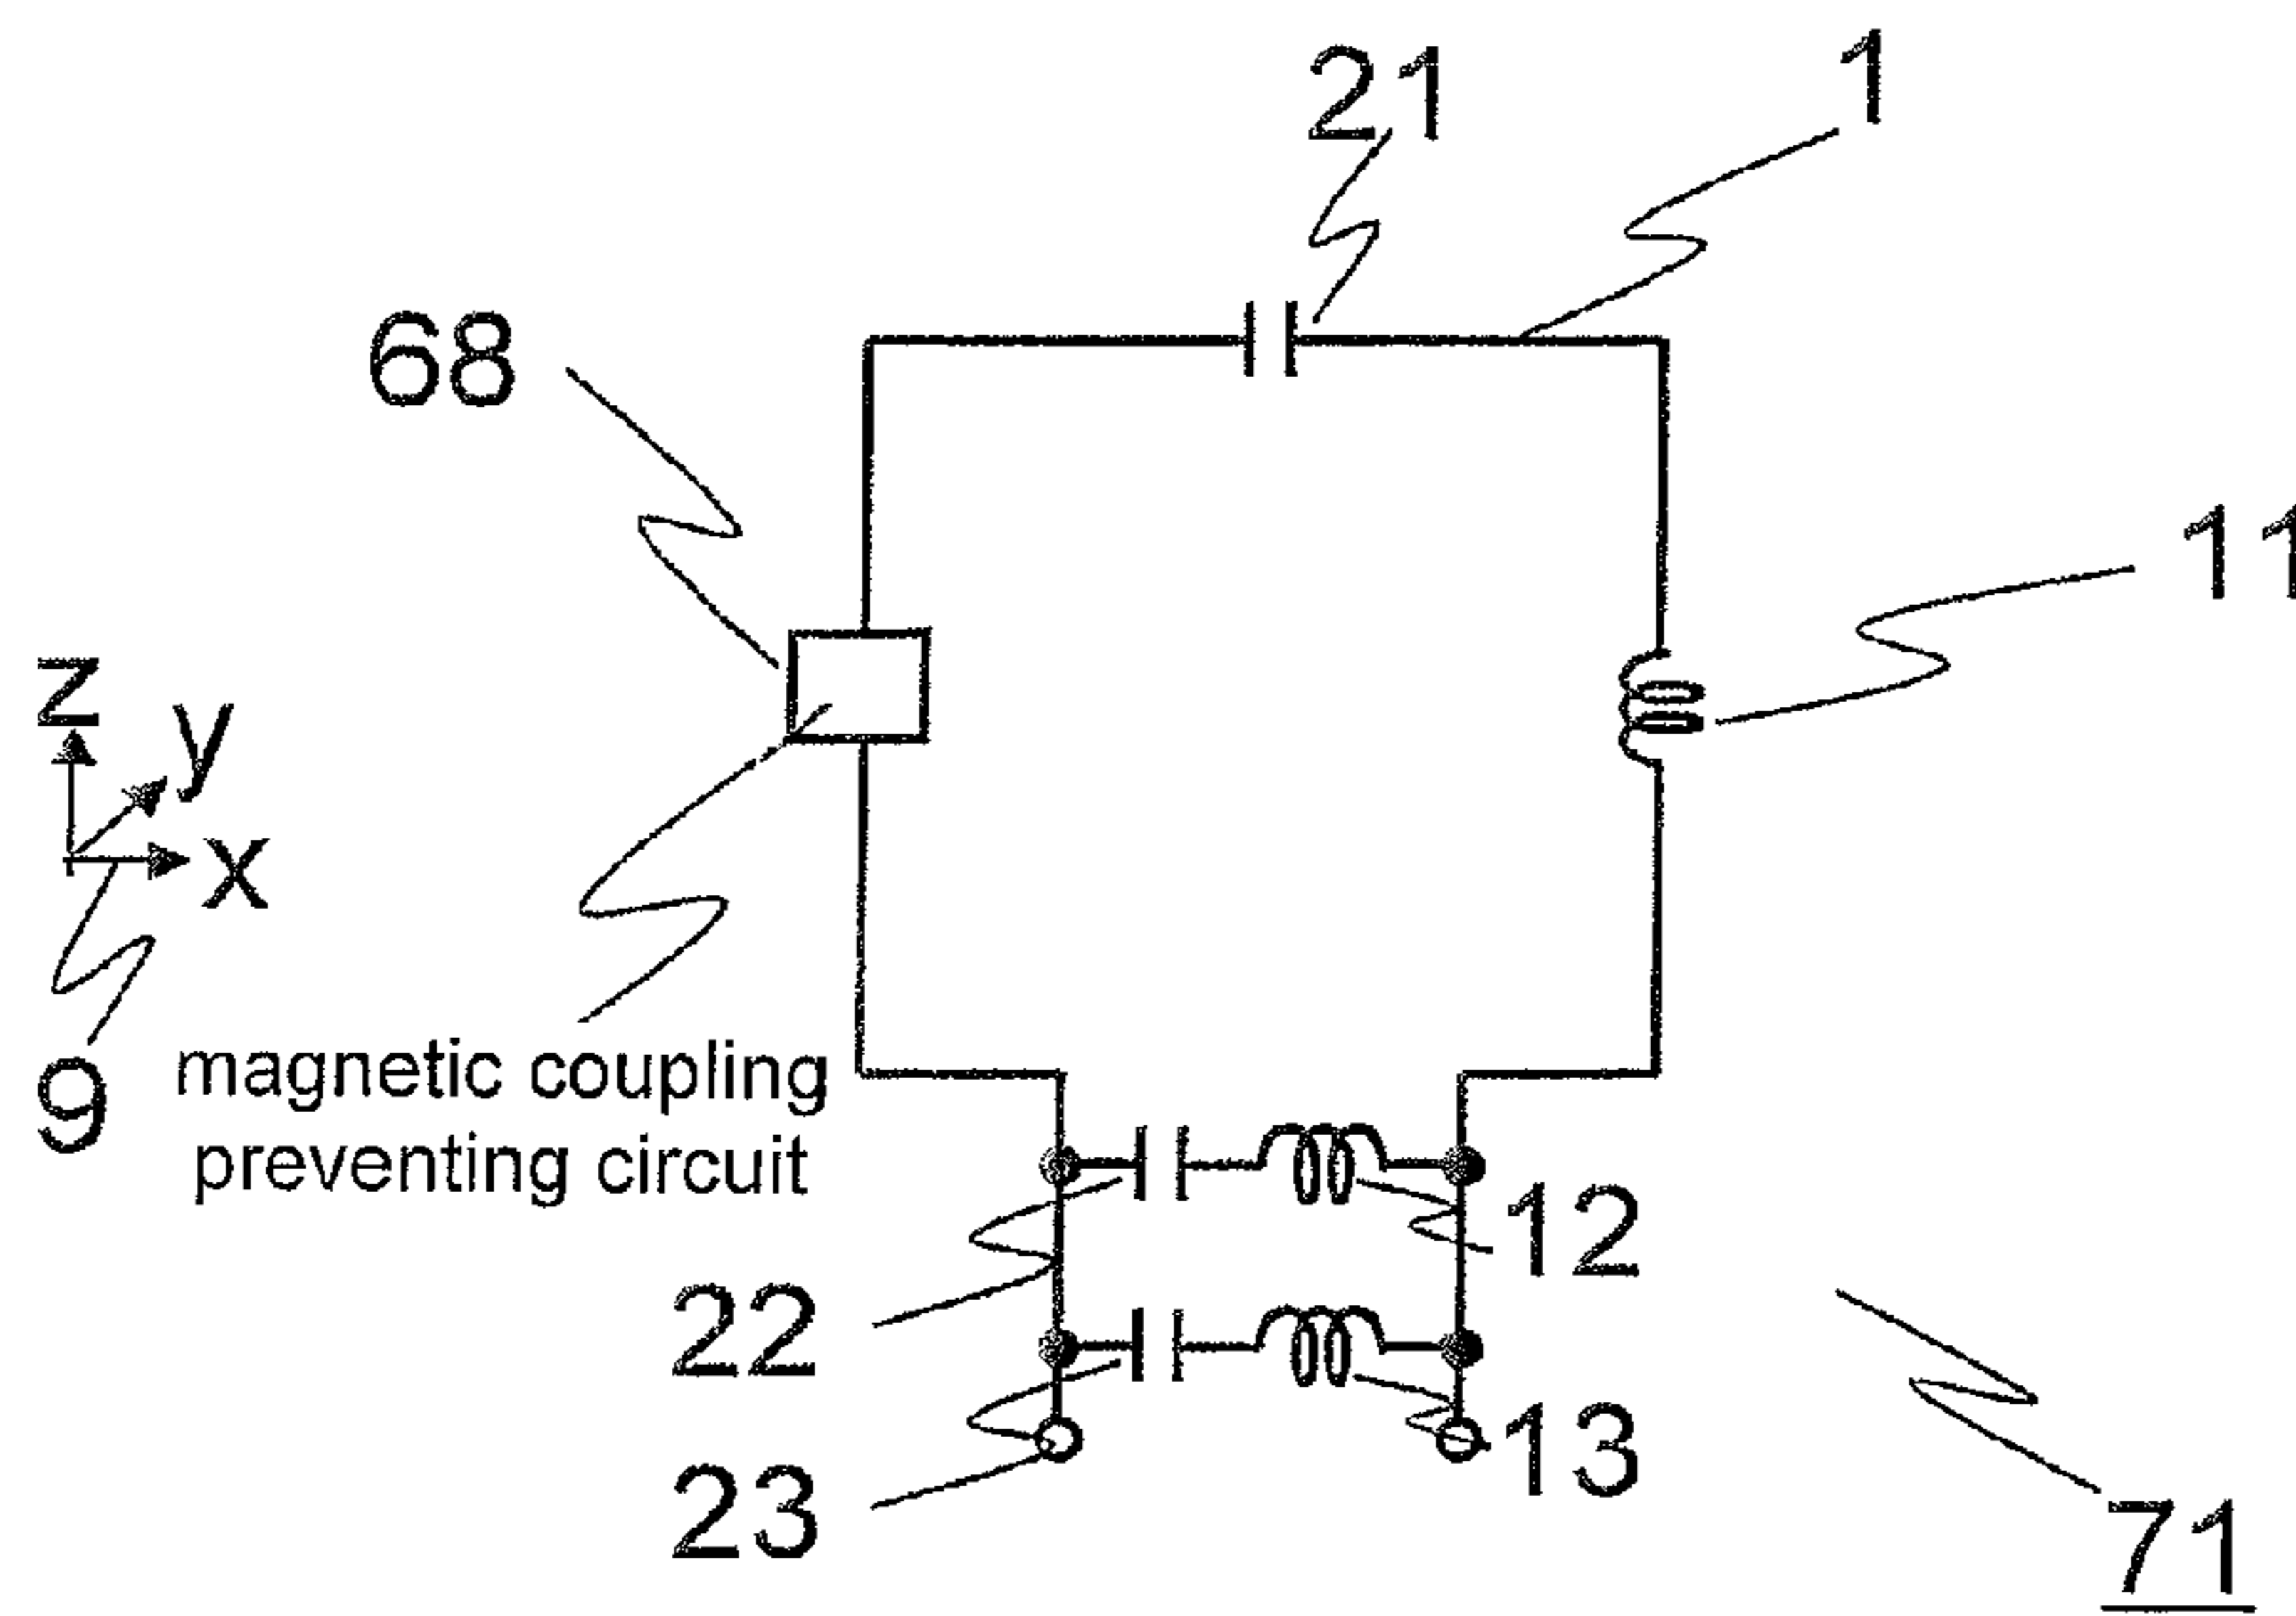 21
1
68
11
z
y
x
9
magnetic coupling
preventing circuit
12
22
13
23
71